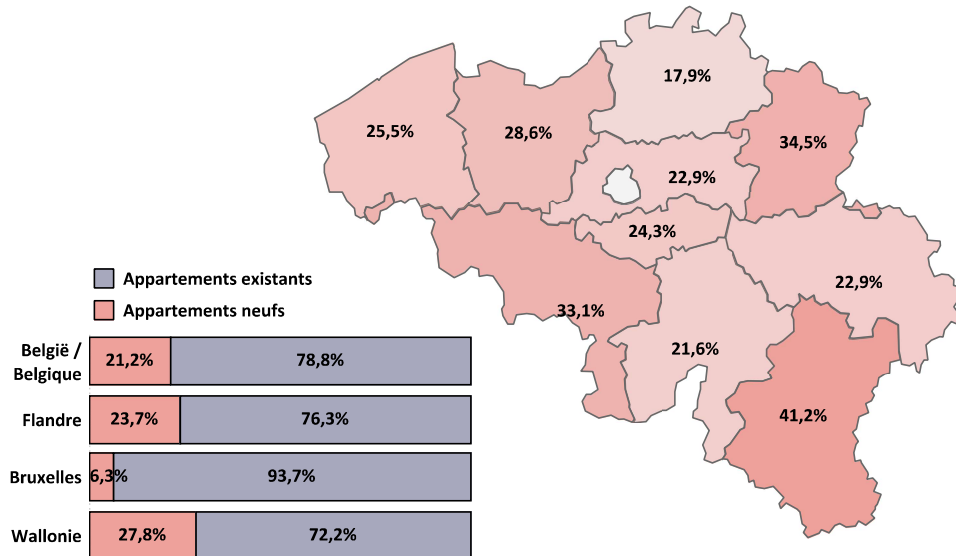 17,9%
25,5%
28,6%
34,5%
22,9%
24,3%
22,9%
33,1%
21,6%
41,2%
Appartements existants
Appartements neufs
België /
Belgique
21,2%
78,8%
Flandre
23,7%
76,3%
Bruxelles
6,3%
93,7%
Wallonie
27,8%
72,2%